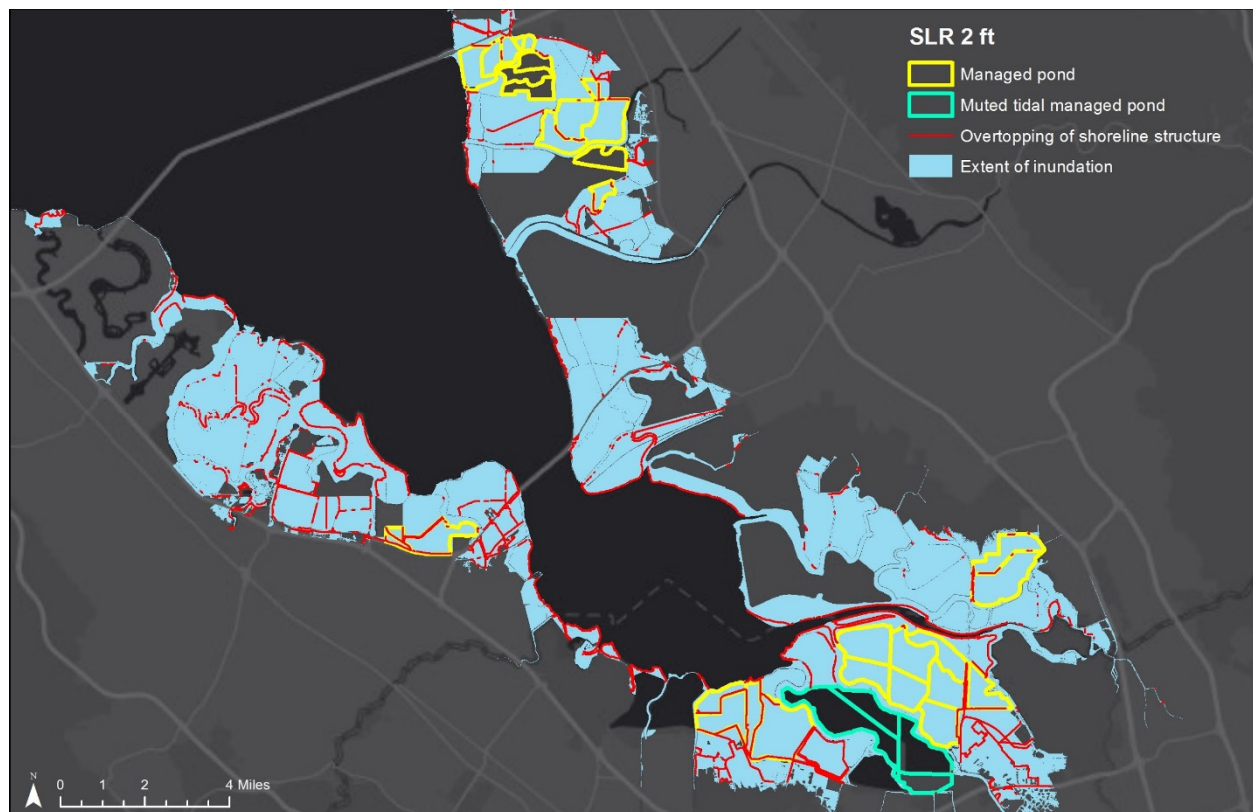 SLR 2 ft
Managed pond
Muted tidal managed pond
Overtopping of shoreline structure
Extent of inundation
N
0 1 2 4 Miles